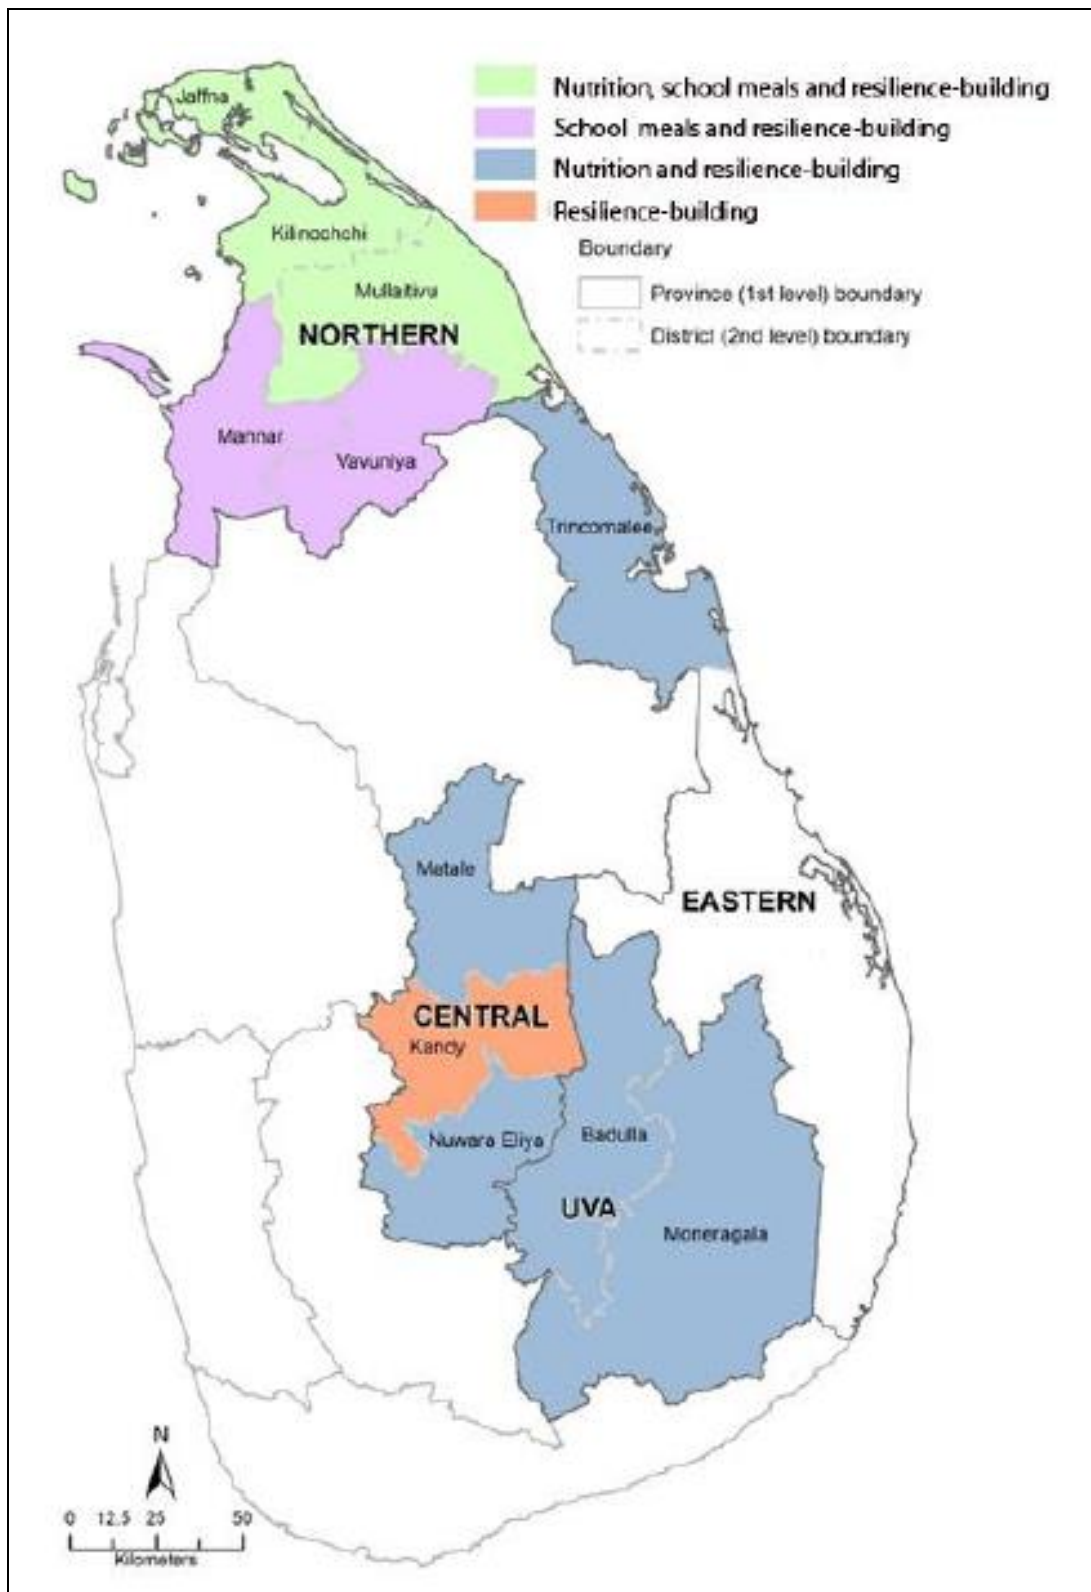 Jaffna
Nutrition, school meals and resilience-building
School meals and resilience-building
Nutrition and resilience-building
Resilience-building
Boundary
Province (1st level) boundary
District (2nd level) boundary
Kilinochchi
Mullaitivu
NORTHERN
Mannar
Vavuniya
Trincomalee
Matale
EASTERN
CENTRAL
Kandy
Nuwara Eliya
Badulla
UVA
Moneragala
N
0 12.5 25 50
Kilometers